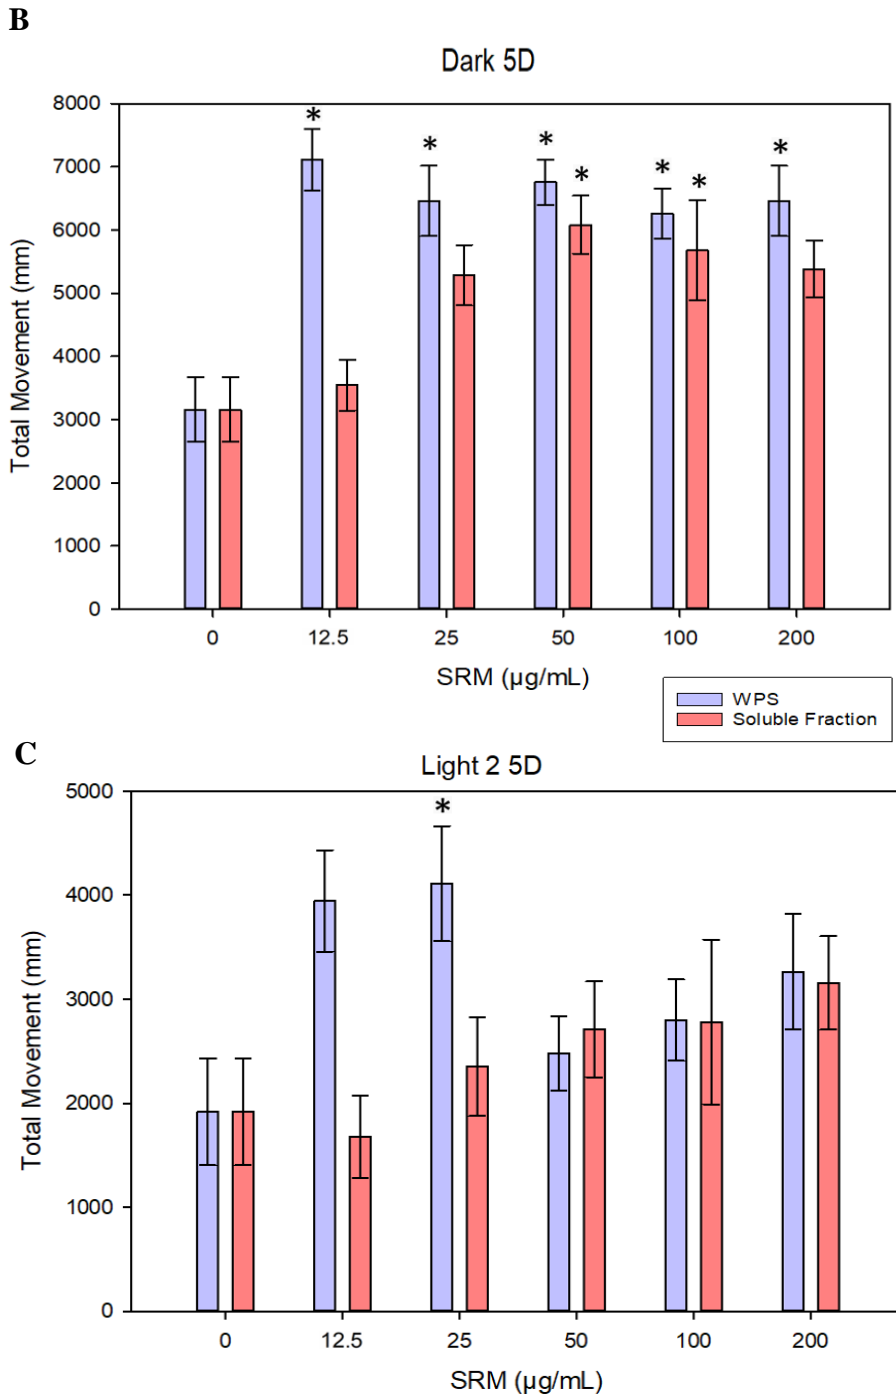 B
Dark 5D
8000
7000
6000
5000
4000
3000
2000
1000
0
Total Movement (mm)
* * * * * * *
0 12.5 25 50 100 200
SRM (µg/mL)
WPS
Soluble Fraction
C
Light 2 5D
5000
4000
3000
2000
1000
0
Total Movement (mm)
*
0 12.5 25 50 100 200
SRM (µg/mL)